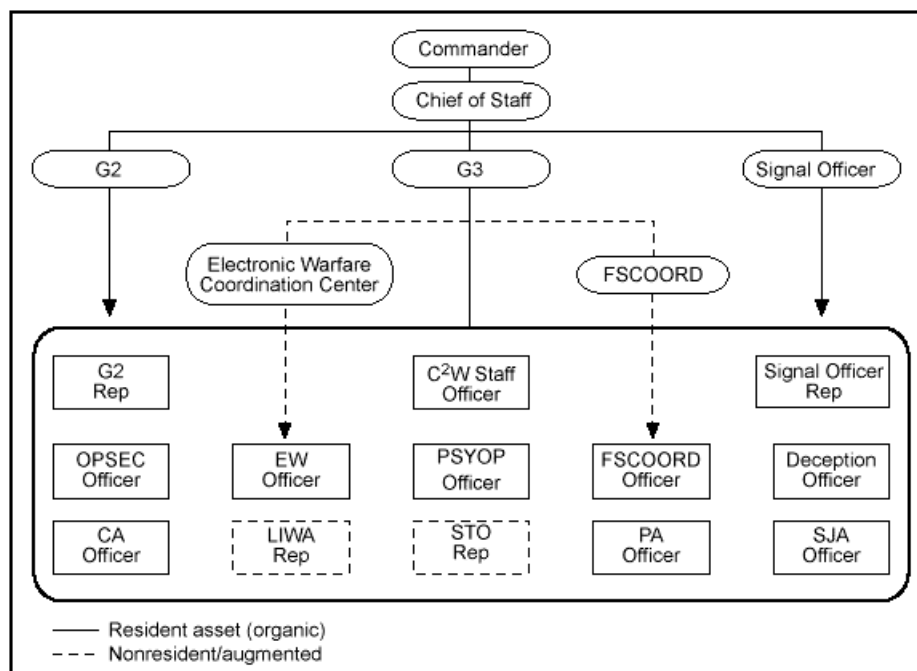 Commander
Chief of Staff
G2
G3
Signal Officer
Electronic Warfare
Coordination Center
FSCOORD
G2
Rep
C²W Staff
Officer
Signal Officer
Rep
OPSEC
Officer
EW
Officer
PSYOP
Officer
FSCOORD
Officer
Deception
Officer
CA
Officer
LIWA
Rep
STO
Rep
PA
Officer
SJA
Officer
Resident asset (organic)
Nonresident/augmented